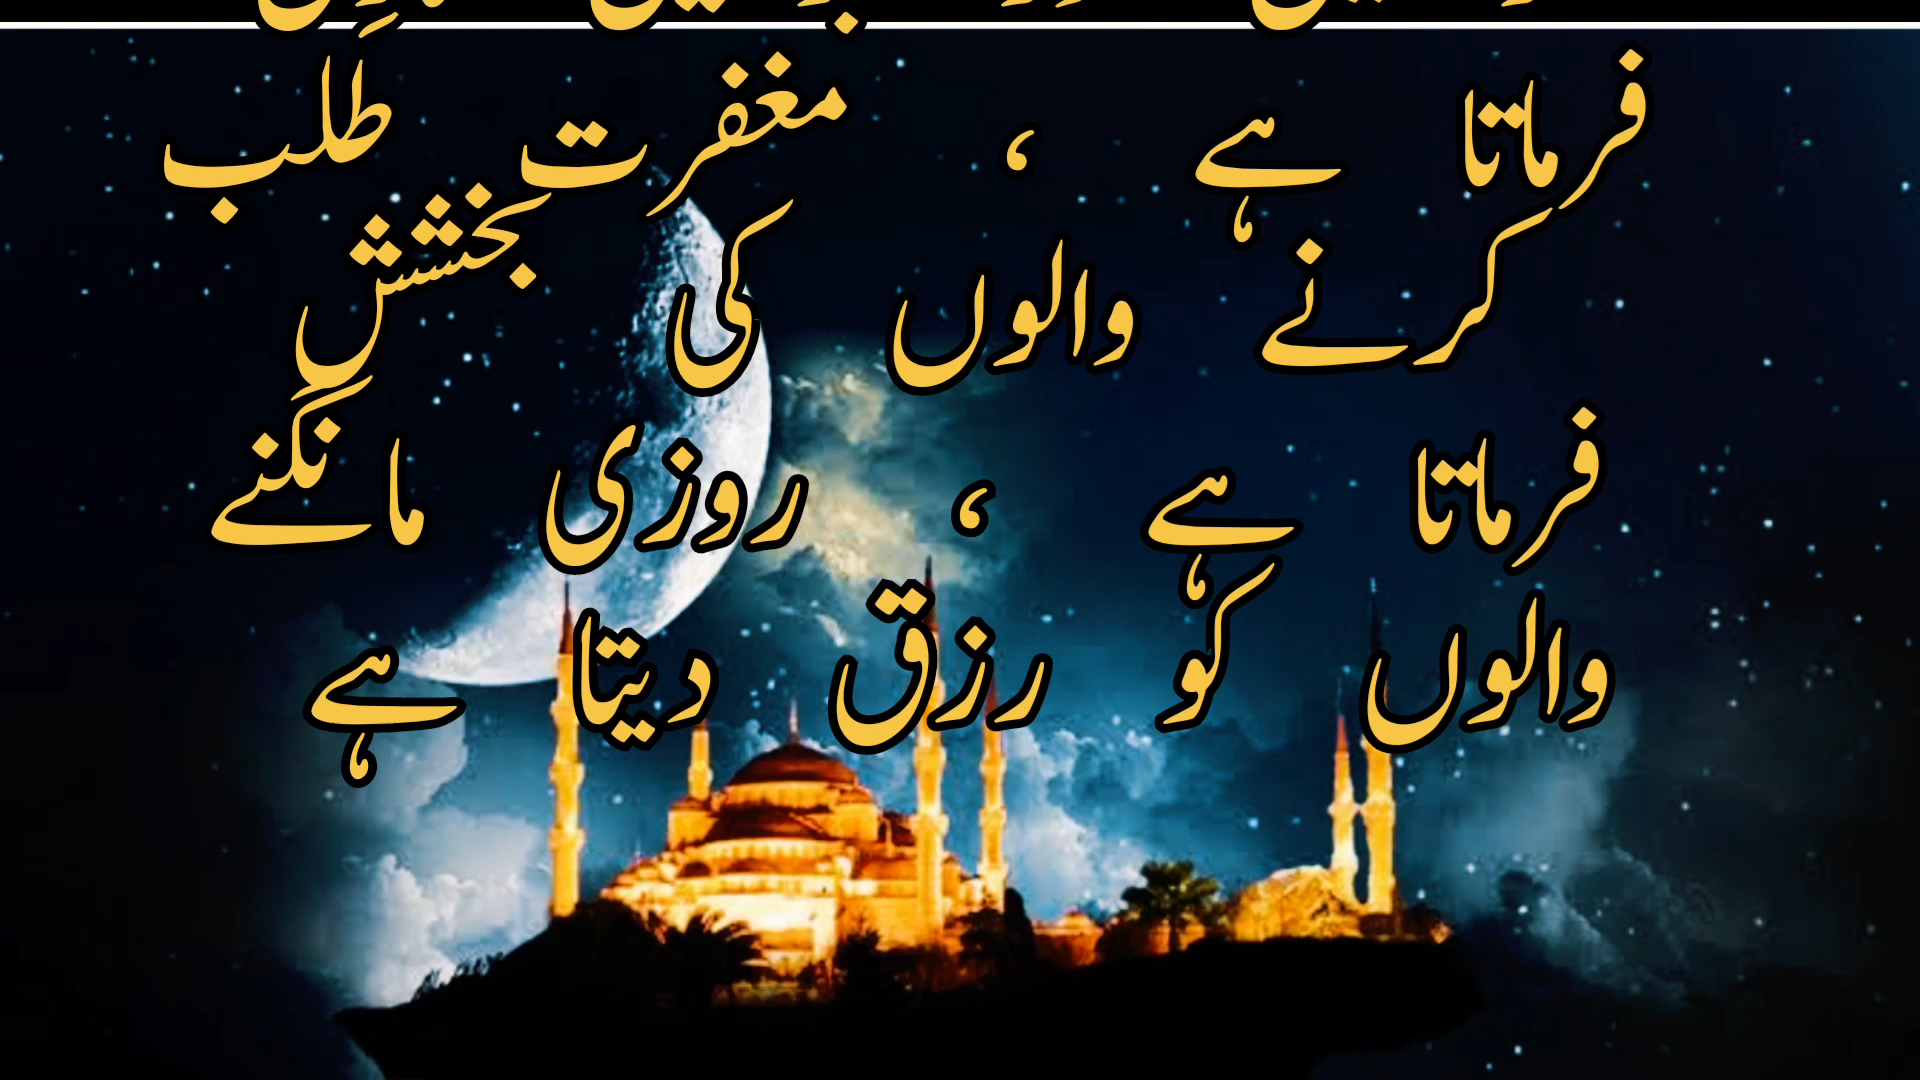 فرماتا ہے ، مغفرت طلب
کرنے والوں کی بخشش
فرماتا ہے ، روزی مانگنے
والوں کو رزق دیتا ہے